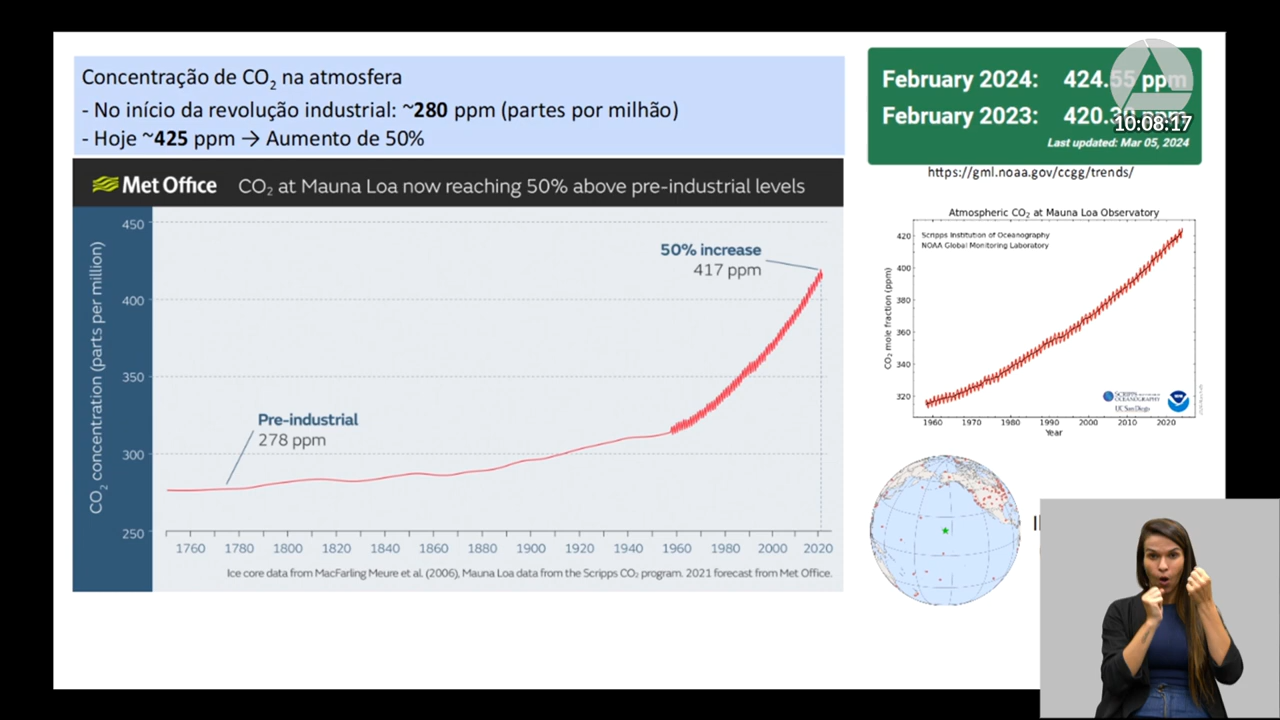 Concentração de CO₂ na atmosfera
- No início da revolução industrial: ~280 ppm (partes por milhão)
- Hoje ~425 ppm → Aumento de 50%
February 2024: 424.55 ppm
February 2023: 420.30 ppm
Last updated: Mar 05, 2024
10:08:17
https://gml.noaa.gov/ccgg/trends/
Met Office CO₂ at Mauna Loa now reaching 50% above pre-industrial levels
CO₂ concentration (parts per million)
450
400
350
300
250
50% increase
417 ppm
Pre-industrial
278 ppm
1760 1780 1800 1820 1840 1860 1880 1900 1920 1940 1960 1980 2000 2020
Ice core data from MacFarling Meure et al. (2006), Mauna Loa data from the Scripps CO₂ program. 2021 forecast from Met Office.
Atmospheric CO₂ at Mauna Loa Observatory
Scripps Institution of Oceanography
NOAA Global Monitoring Laboratory
CO₂ mole fraction (ppm)
420
400
380
360
340
320
1960 1970 1980 1990 2000 2010 2020
Year
SCRIPPS
OCEANOGRAPHY
UC San Diego